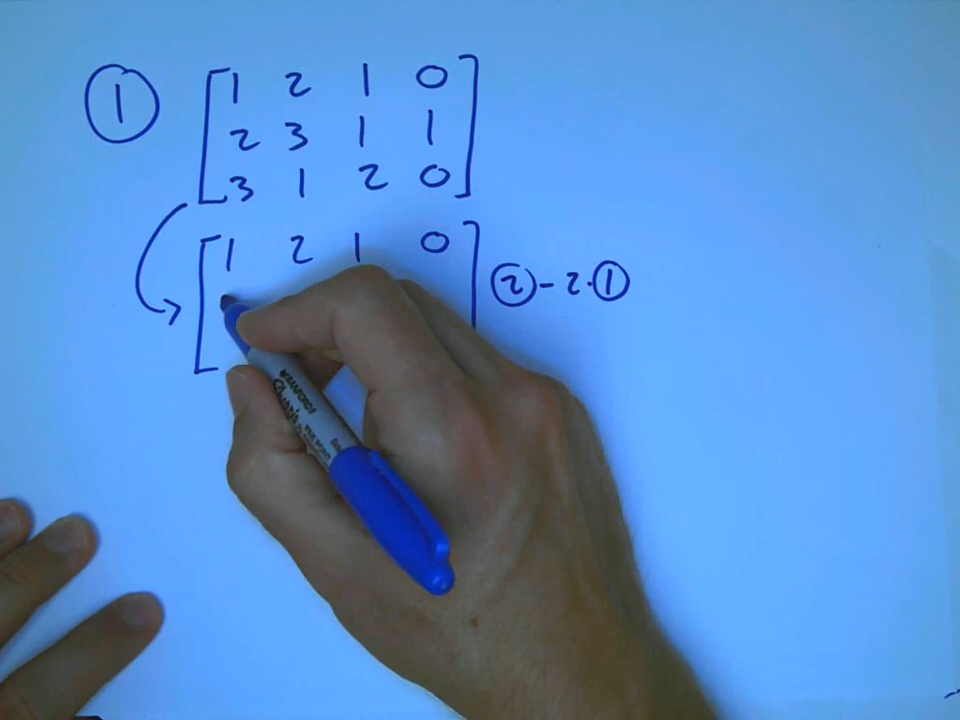 ① 1 2 1 0
2 3 1 1
3 1 2 0
1 2 1 0
② - 2 · ①
Sharpie